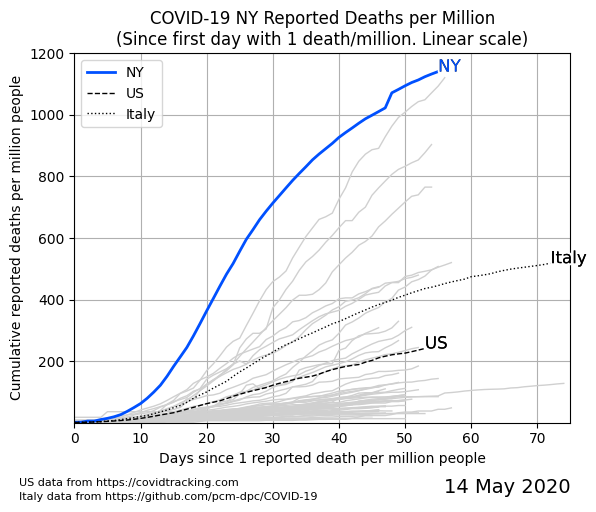 COVID-19 NY Reported Deaths per Million
(Since first day with 1 death/million. Linear scale)
Cumulative reported deaths per million people
1200
1000
800
600
400
200
NY
US
Italy
NY
Italy
US
0 10 20 30 40 50 60 70
Days since 1 reported death per million people
US data from https://covidtracking.com
Italy data from https://github.com/pcm-dpc/COVID-19
14 May 2020